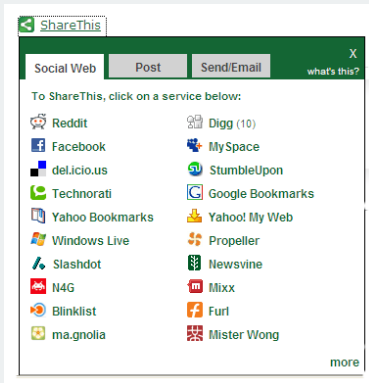 ShareThis
X
Social Web Post Send/Email what's this?
To ShareThis, click on a service below:
Reddit Digg (10)
Facebook MySpace
del.icio.us StumbleUpon
Technorati Google Bookmarks
Yahoo Bookmarks Yahoo! My Web
Windows Live Propeller
Slashdot Newsvine
N4G Mixx
Blinklist Furl
ma.gnolia Mister Wong
more